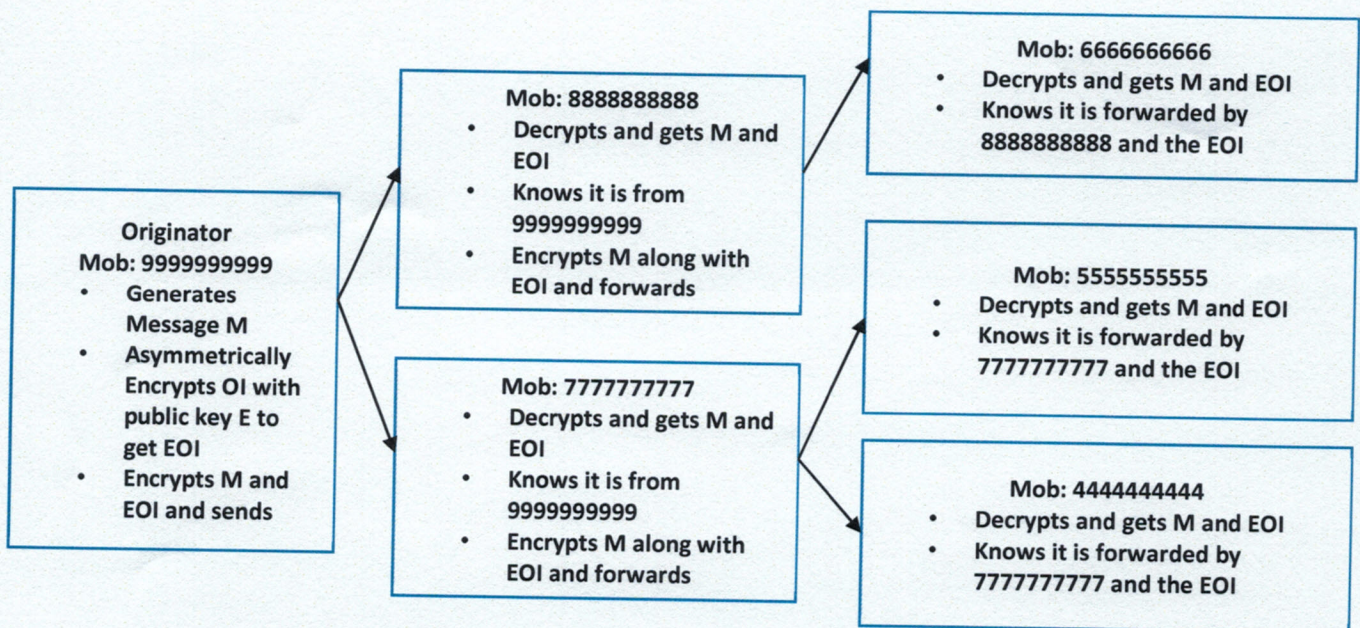 Originator
Mob: 9999999999
• Generates
Message M
• Asymmetrically
Encrypts OI with
public key E to
get EOI
• Encrypts M and
EOI and sends
Mob: 8888888888
• Decrypts and gets M and
EOI
• Knows it is from
9999999999
• Encrypts M along with
EOI and forwards
Mob: 7777777777
• Decrypts and gets M and
EOI
• Knows it is from
9999999999
• Encrypts M along with
EOI and forwards
Mob: 6666666666
• Decrypts and gets M and EOI
• Knows it is forwarded by
8888888888 and the EOI
Mob: 5555555555
• Decrypts and gets M and EOI
• Knows it is forwarded by
7777777777 and the EOI
Mob: 4444444444
• Decrypts and gets M and EOI
• Knows it is forwarded by
7777777777 and the EOI